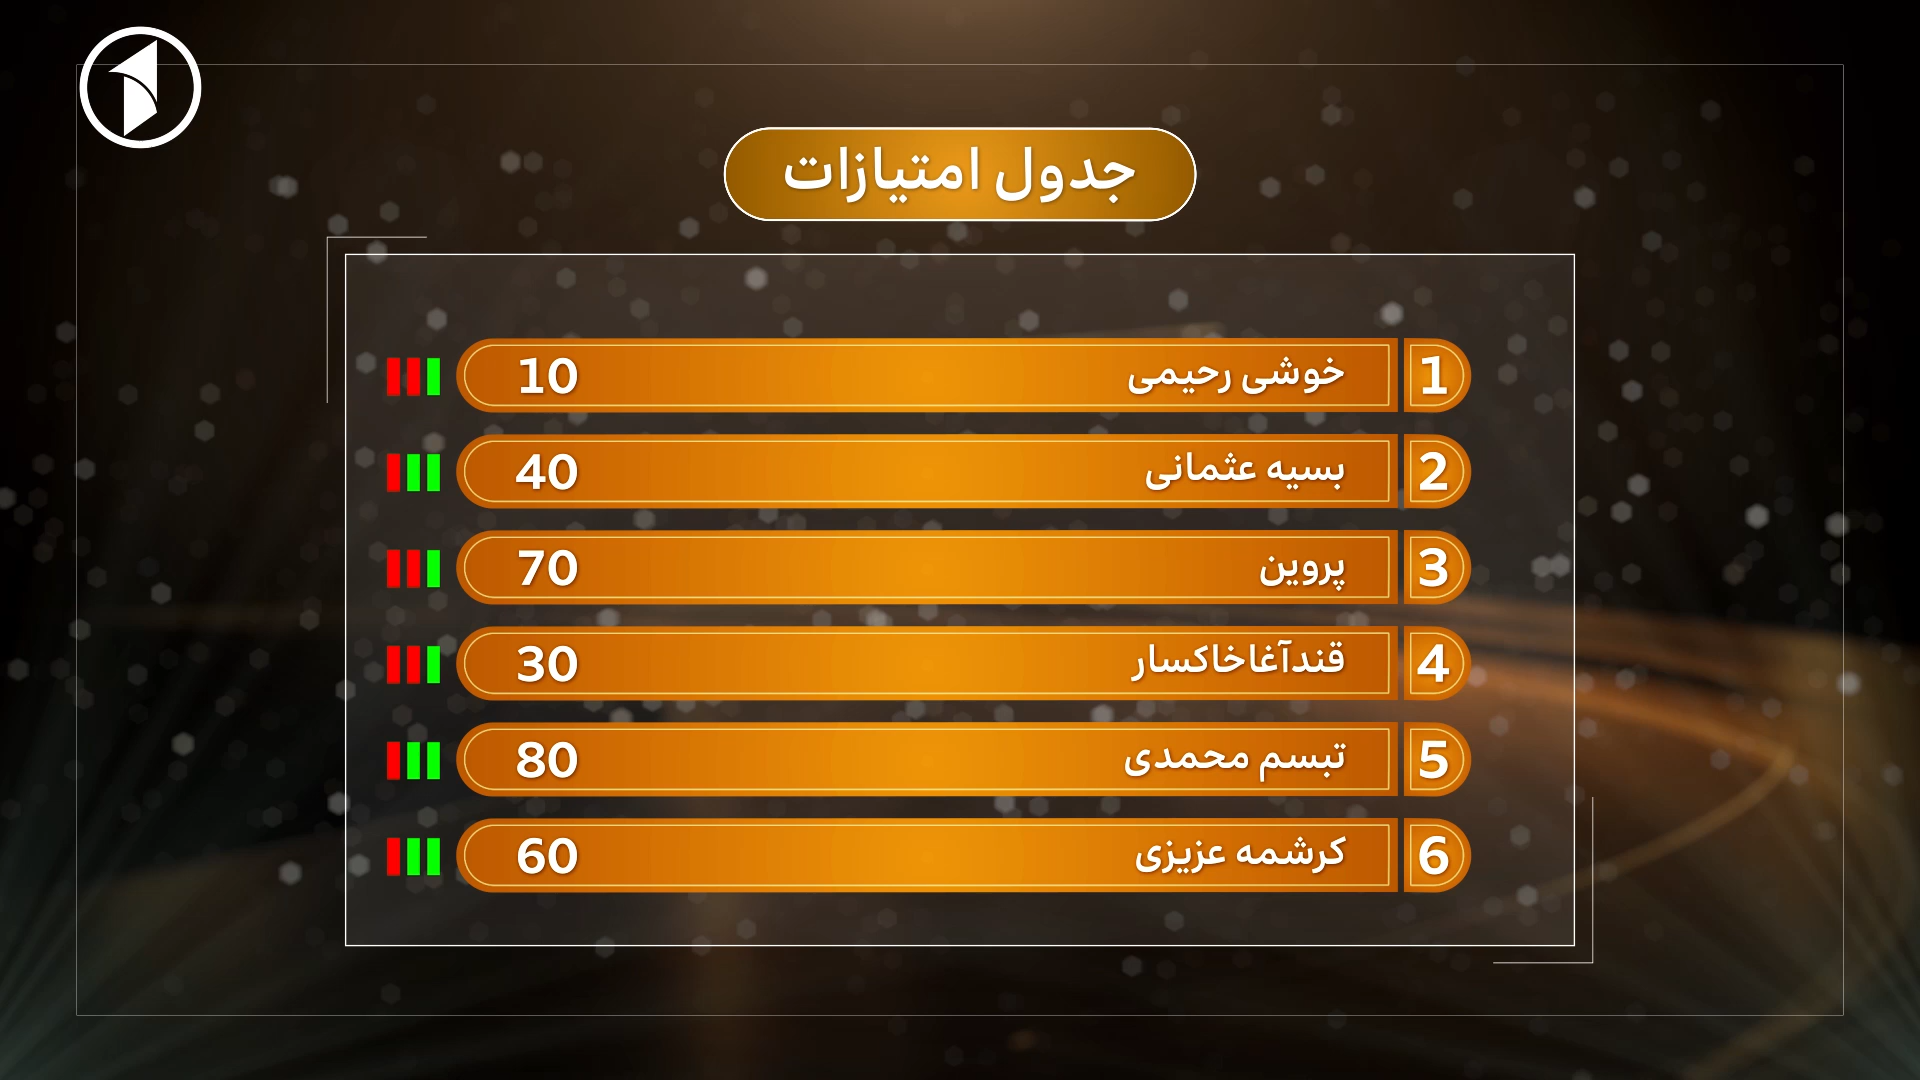 جدول امتیازات
1 خوشی رحیمی 10
2 بسیه عثمانی 40
3 پروین 70
4 قندآغاخاکسار 30
5 تبسم محمدی 80
6 کرشمه عزیزی 60